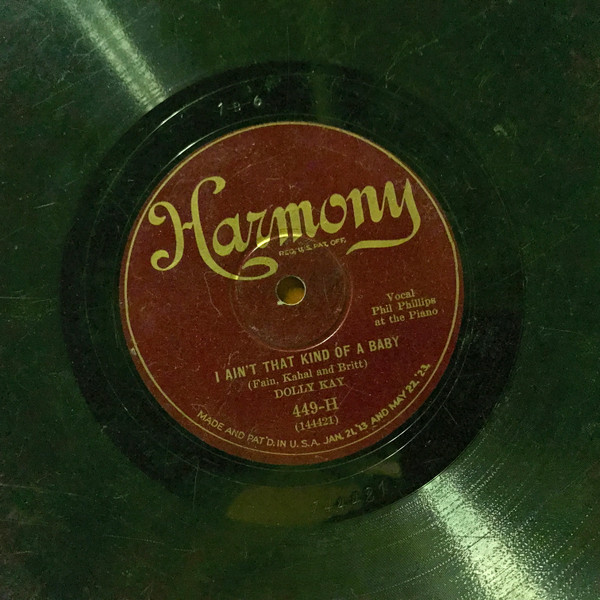 Harmony
REG. U.S. PAT. OFF.
Vocal
Phil Phillips
at the Piano
I AIN'T THAT KIND OF A BABY
(Fain, Kahal and Britt)
DOLLY KAY
449-H
(144421)
MADE AND PAT'D. IN U.S.A. JAN. 21, '13 AND MAY 22, '23.